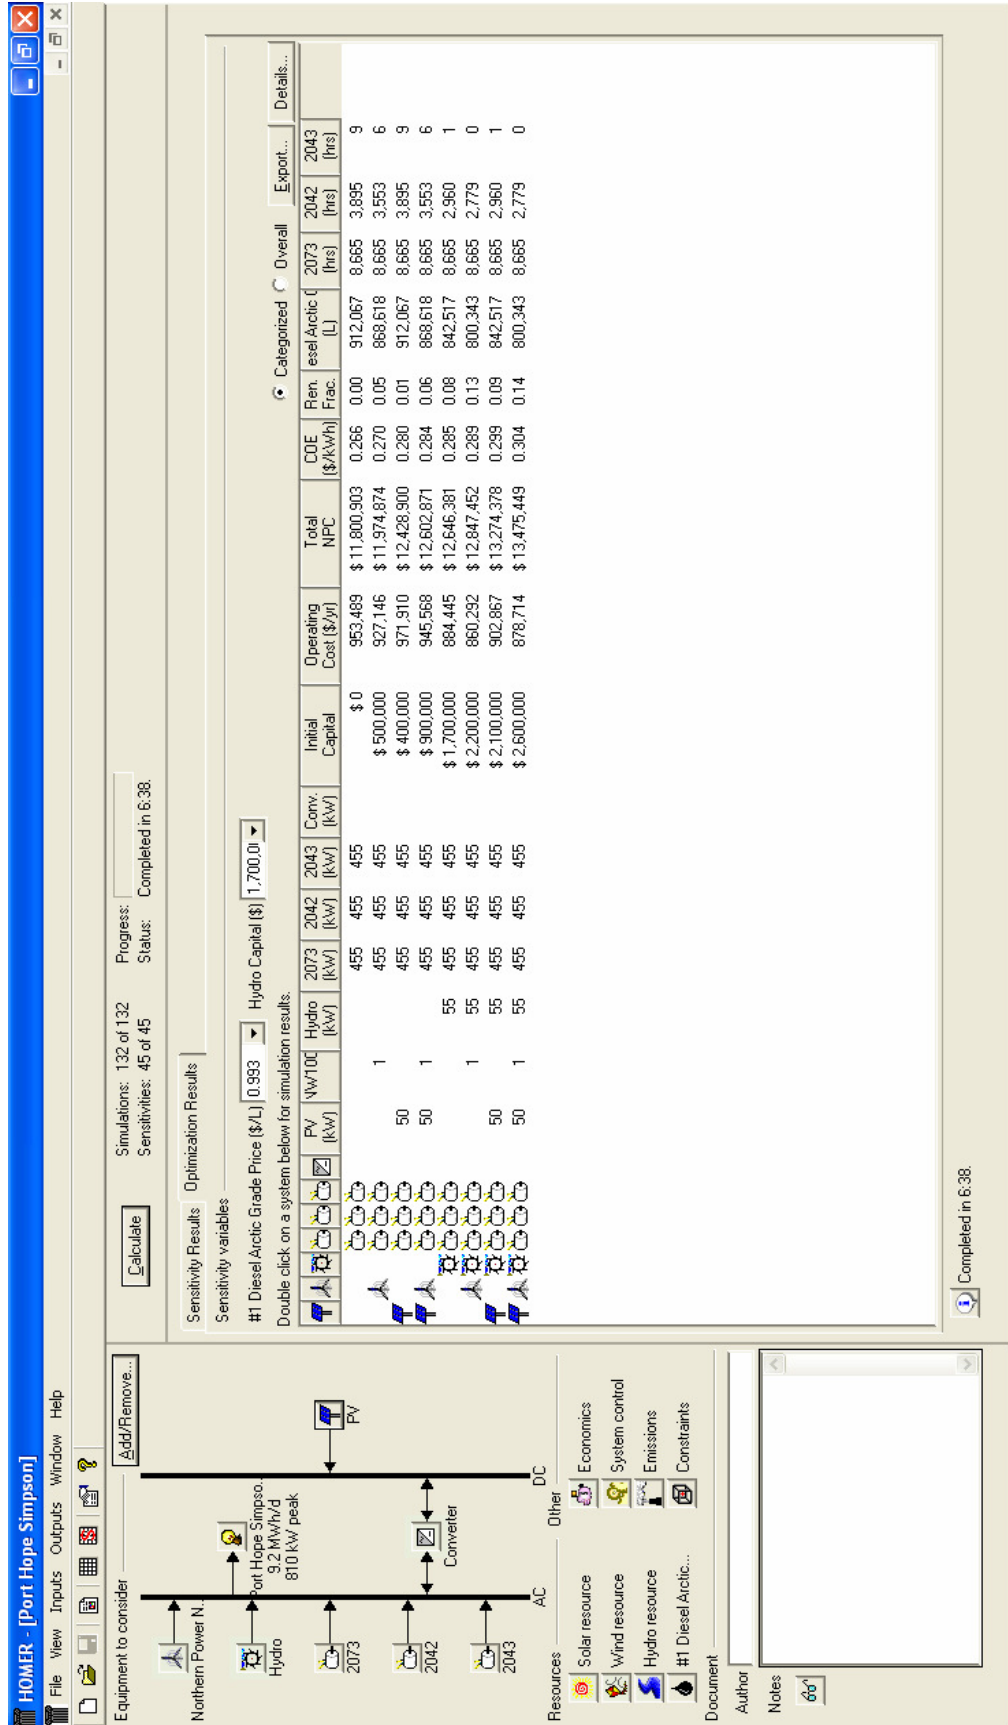 HOMER - [Port Hope Simpson]
File View Inputs Outputs Window Help
Equipment to consider
Add/Remove...
Northern Power N...
Hydro
2073
2042
2043
Port Hope Simpso...
9.2 MWh/d
810 kW peak
Converter
PV
AC
DC
Resources
Other
Solar resource
Economics
Wind resource
System control
Hydro resource
Emissions
#1 Diesel Arctic...
Constraints
Document
Author
Notes
Calculate
Simulations: 132 of 132
Progress:
Sensitivities: 45 of 45
Status: Completed in 6:38.
Sensitivity Results
Optimization Results
Sensitivity variables
#1 Diesel Arctic Grade Price ($/L) 0.993 Hydro Capital ($) 1,700,0
Double click on a system below for simulation results.
Categorized Overall Export... Details...
PV (kW) NW100 Hydro (kW) 2073 (kW) 2042 (kW) 2043 (kW) Conv. (kW) Initial Capital Operating Cost ($/yr) Total NPC COE ($/kWh) Ren. Frac. esel Arctic (L) 2073 (hrs) 2042 (hrs) 2043 (hrs)
455 455 455 $ 0 953,489 $ 11,800,903 0.266 0.00 912,067 8,665 3,895 9
1 455 455 455 $ 500,000 927,146 $ 11,974,874 0.270 0.05 868,618 8,665 3,553 6
50 455 455 455 $ 400,000 971,910 $ 12,428,900 0.280 0.01 912,067 8,665 3,895 9
50 1 455 455 455 $ 900,000 945,568 $ 12,602,871 0.284 0.06 868,618 8,665 3,553 6
55 455 455 455 $ 1,700,000 884,445 $ 12,646,381 0.285 0.08 842,517 8,665 2,960 1
1 55 455 455 455 $ 2,200,000 860,292 $ 12,847,452 0.289 0.13 800,343 8,665 2,779 0
50 55 455 455 455 $ 2,100,000 902,867 $ 13,274,378 0.299 0.09 842,517 8,665 2,960 1
50 1 55 455 455 455 $ 2,600,000 878,714 $ 13,475,449 0.304 0.14 800,343 8,665 2,779 0
Completed in 6:38.